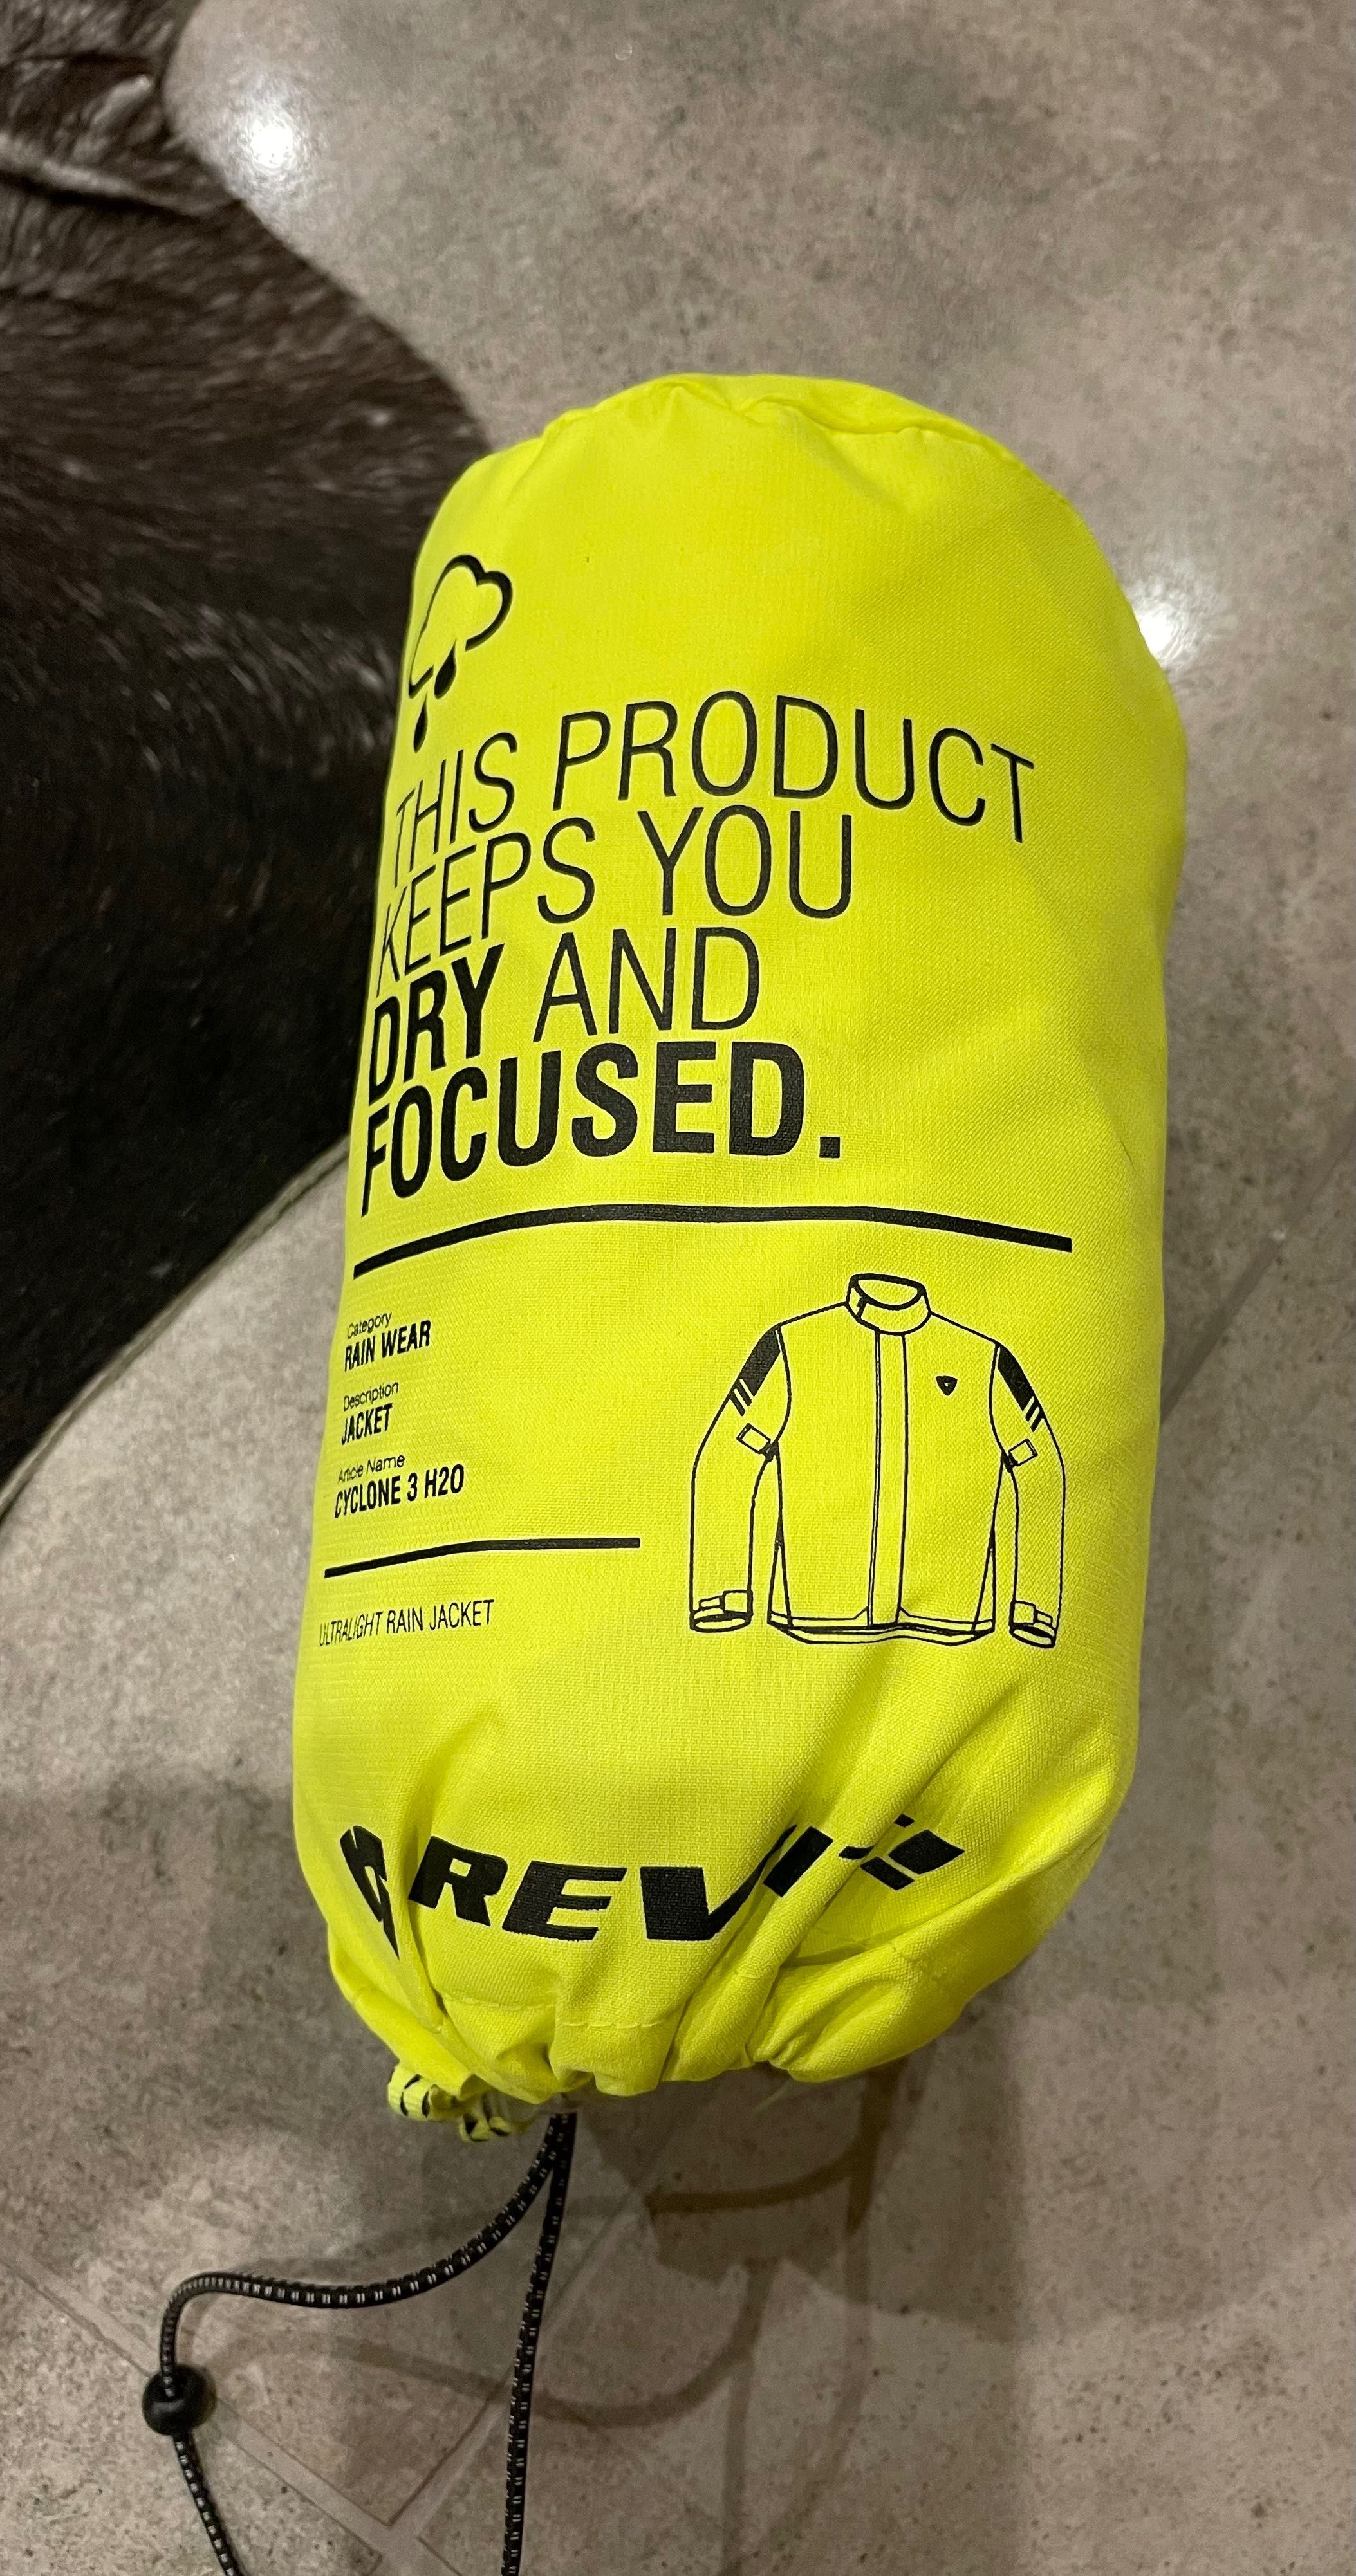 THIS PRODUCT
KEEPS YOU
DRY AND
FOCUSED.
Category
RAIN WEAR
Description
JACKET
Article Name
CYCLONE 3 H2O
ULTRALIGHT RAIN JACKET
REV'IT!